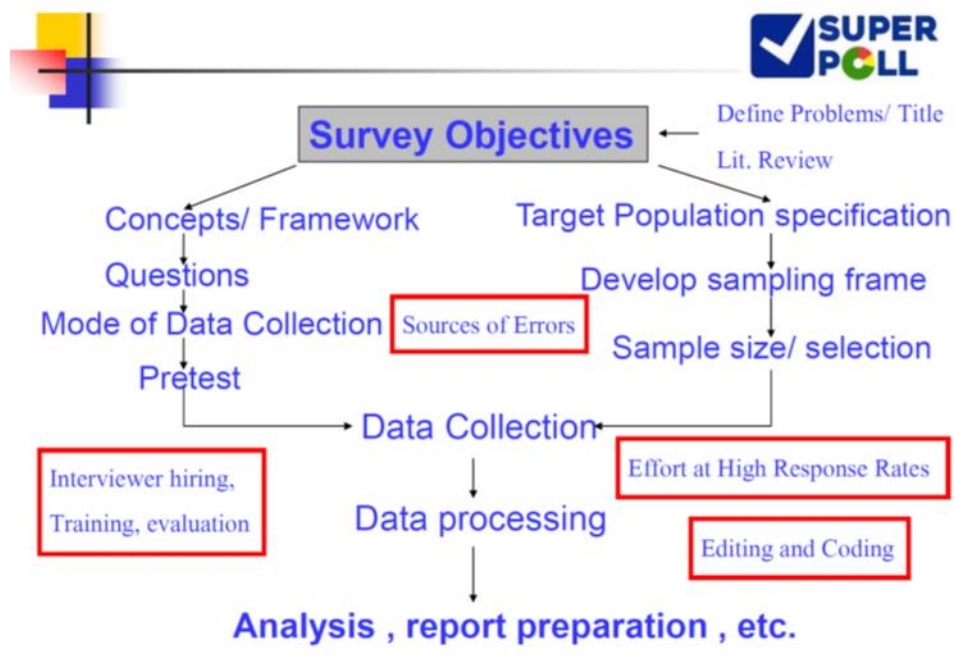 SUPER
POLL
Define Problems/ Title
Survey Objectives
Lit. Review
Concepts/ Framework
Target Population specification
Questions
Develop sampling frame
Mode of Data Collection
Sources of Errors
Sample size/ selection
Pretest
Data Collection
Interviewer hiring,
Training, evaluation
Effort at High Response Rates
Data processing
Editing and Coding
Analysis , report preparation , etc.